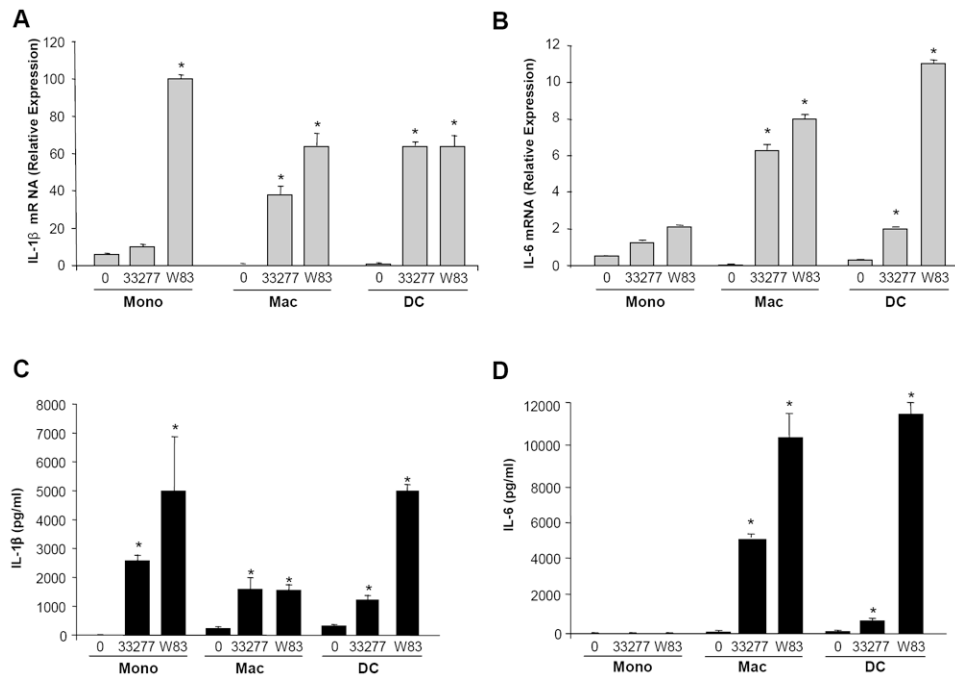 A
IL-1β mR NA (Relative Expression)
120
100
80
60
40
20
0
* * * * *
0 33277 W83 0 33277 W83 0 33277 W83
Mono Mac DC
B
IL-6 mRNA (Relative Expression)
12
10
8
6
4
2
0
* * * *
0 33277 W83 0 33277 W83 0 33277 W83
Mono Mac DC
C
IL-1β (pg/ml)
8000
7000
6000
5000
4000
3000
2000
1000
0
* * * * * *
0 33277 W83 0 33277 W83 0 33277 W83
Mono Mac DC
D
IL-6 (pg/ml)
12000
10000
8000
6000
4000
2000
0
* * * *
0 33277 W83 0 33277 W83 0 33277 W83
Mono Mac DC